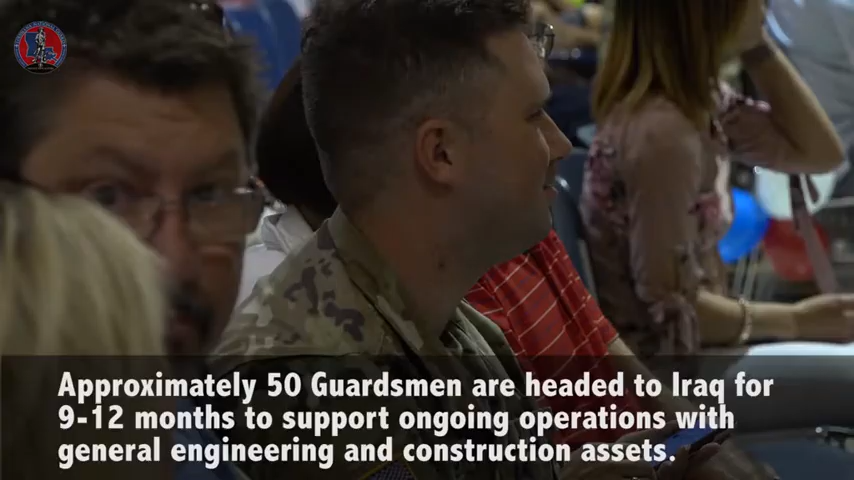 Approximately 50 Guardsmen are headed to Iraq for
9-12 months to support ongoing operations with
general engineering and construction assets.